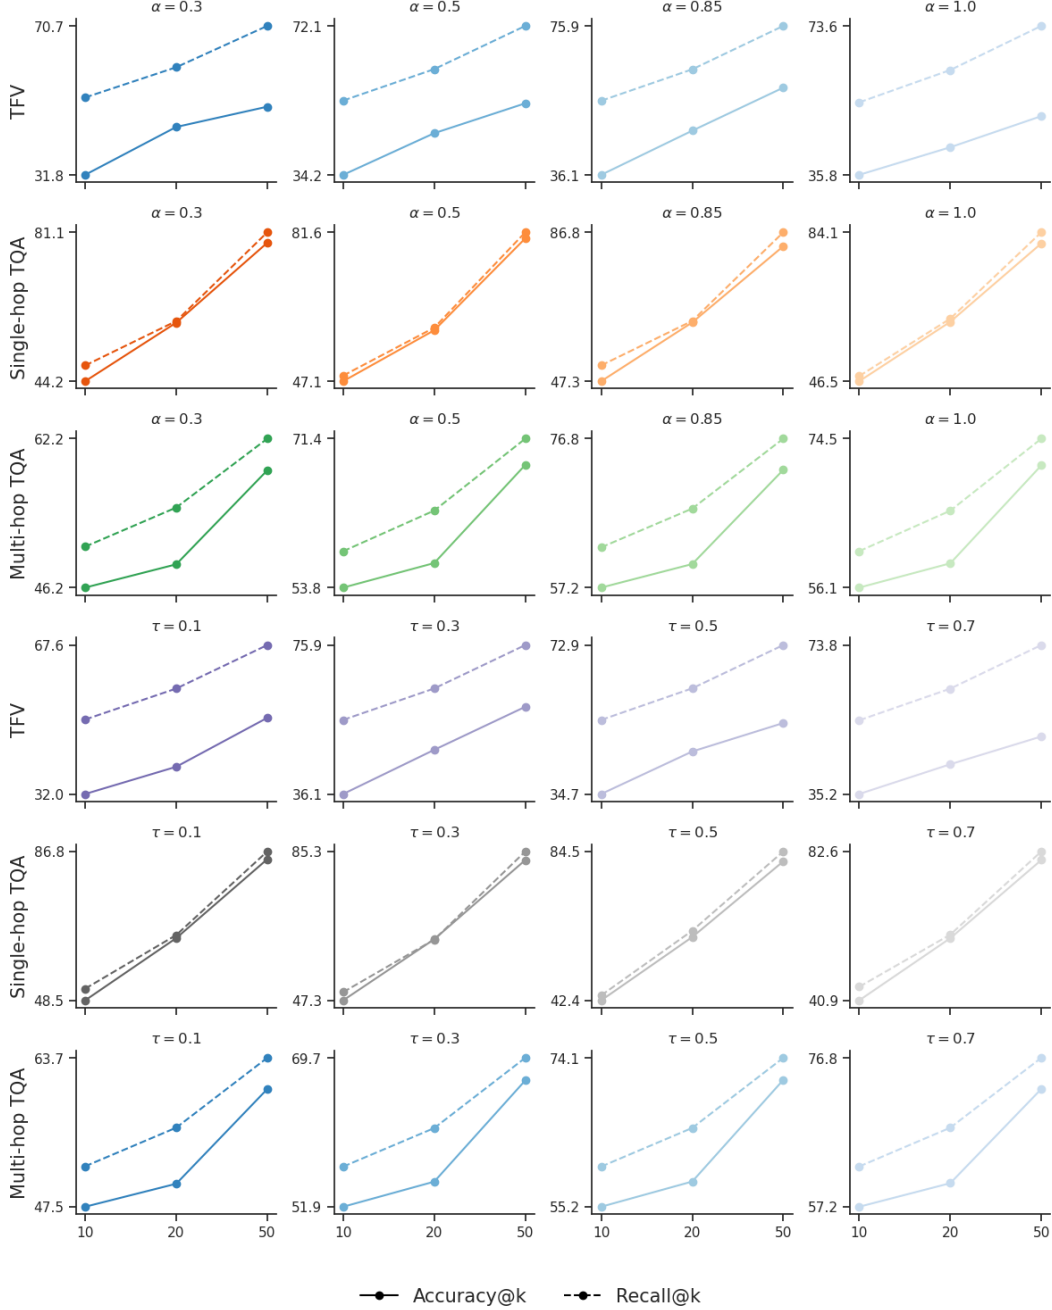 α = 0.3 α = 0.5 α = 0.85 α = 1.0
TFV
70.7 72.1 75.9 73.6
31.8 34.2 36.1 35.8
α = 0.3 α = 0.5 α = 0.85 α = 1.0
Single-hop TQA
81.1 81.6 86.8 84.1
44.2 47.1 47.3 46.5
α = 0.3 α = 0.5 α = 0.85 α = 1.0
Multi-hop TQA
62.2 71.4 76.8 74.5
46.2 53.8 57.2 56.1
τ = 0.1 τ = 0.3 τ = 0.5 τ = 0.7
TFV
67.6 75.9 72.9 73.8
32.0 36.1 34.7 35.2
τ = 0.1 τ = 0.3 τ = 0.5 τ = 0.7
Single-hop TQA
86.8 85.3 84.5 82.6
48.5 47.3 42.4 40.9
τ = 0.1 τ = 0.3 τ = 0.5 τ = 0.7
Multi-hop TQA
63.7 69.7 74.1 76.8
47.5 51.9 55.2 57.2
10 20 50 10 20 50 10 20 50 10 20 50
Accuracy@k Recall@k